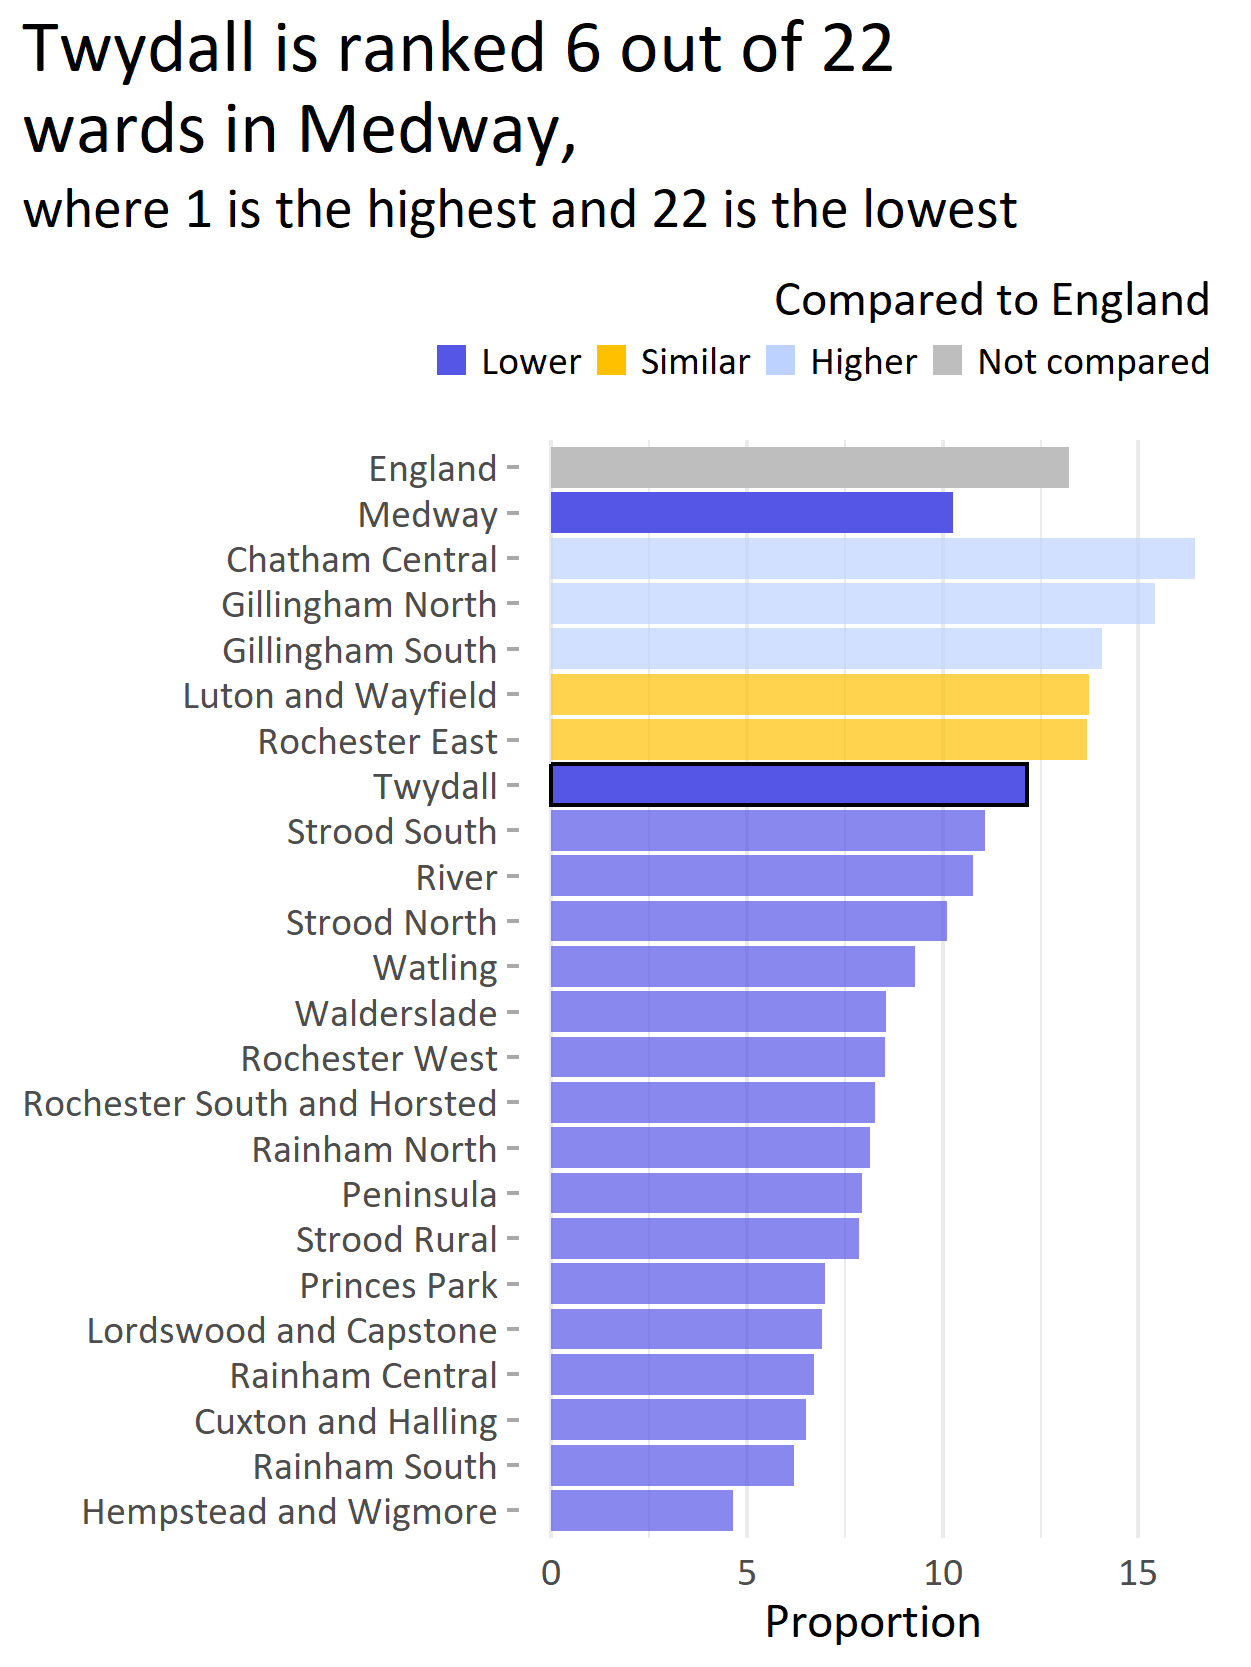 Twydall is ranked 6 out of 22
wards in Medway,
where 1 is the highest and 22 is the lowest
Compared to England
Lower Similar Higher Not compared
England
Medway
Chatham Central
Gillingham North
Gillingham South
Luton and Wayfield
Rochester East
Twydall
Strood South
River
Strood North
Watling
Walderslade
Rochester West
Rochester South and Horsted
Rainham North
Peninsula
Strood Rural
Princes Park
Lordswood and Capstone
Rainham Central
Cuxton and Halling
Rainham South
Hempstead and Wigmore
0 5 10 15
Proportion